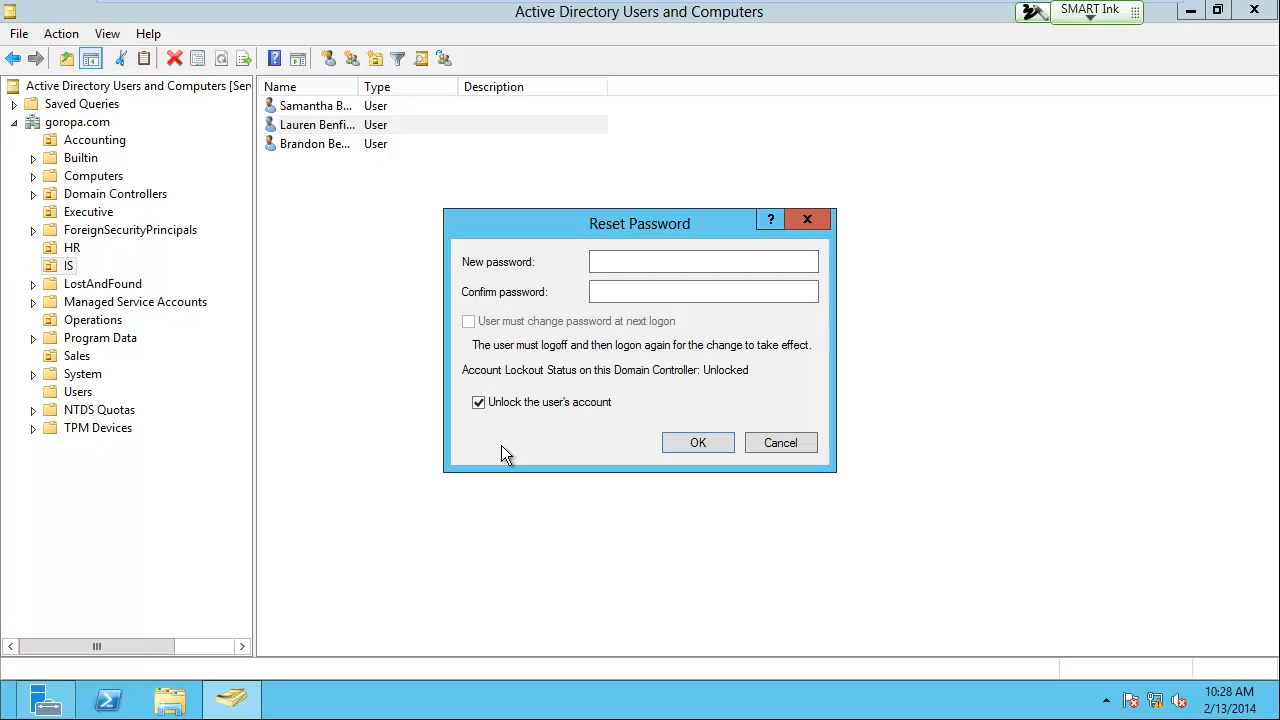 Active Directory Users and Computers
SMART Ink
File Action View Help
Active Directory Users and Computers [Ser
Saved Queries
goropa.com
Accounting
Builtin
Computers
Domain Controllers
Executive
ForeignSecurityPrincipals
HR
IS
LostAndFound
Managed Service Accounts
Operations
Program Data
Sales
System
Users
NTDS Quotas
TPM Devices
Name Type Description
Samantha B... User
Lauren Benfi... User
Brandon Be... User
Reset Password
New password:
Confirm password:
User must change password at next logon
The user must logoff and then logon again for the change to take effect.
Account Lockout Status on this Domain Controller: Unlocked
Unlock the user's account
OK Cancel
10:28 AM
2/13/2014